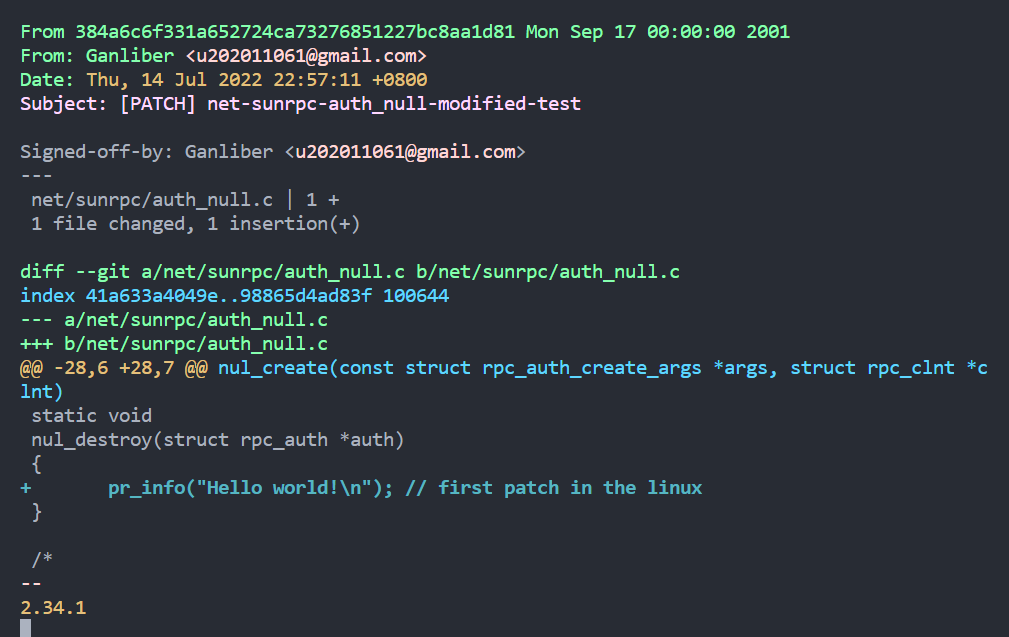 From 384a6c6f331a652724ca73276851227bc8aa1d81 Mon Sep 17 00:00:00 2001
From: Ganliber <u202011061@gmail.com>
Date: Thu, 14 Jul 2022 22:57:11 +0800
Subject: [PATCH] net-sunrpc-auth_null-modified-test

Signed-off-by: Ganliber <u202011061@gmail.com>
---
 net/sunrpc/auth_null.c | 1 +
 1 file changed, 1 insertion(+)

diff --git a/net/sunrpc/auth_null.c b/net/sunrpc/auth_null.c
index 41a633a4049e..98865d4ad83f 100644
--- a/net/sunrpc/auth_null.c
+++ b/net/sunrpc/auth_null.c
@@ -28,6 +28,7 @@ nul_create(const struct rpc_auth_create_args *args, struct rpc_clnt *c
lnt)
 static void
 nul_destroy(struct rpc_auth *auth)
 {
+       pr_info("Hello world!\n"); // first patch in the linux
 }

 /*
--
2.34.1